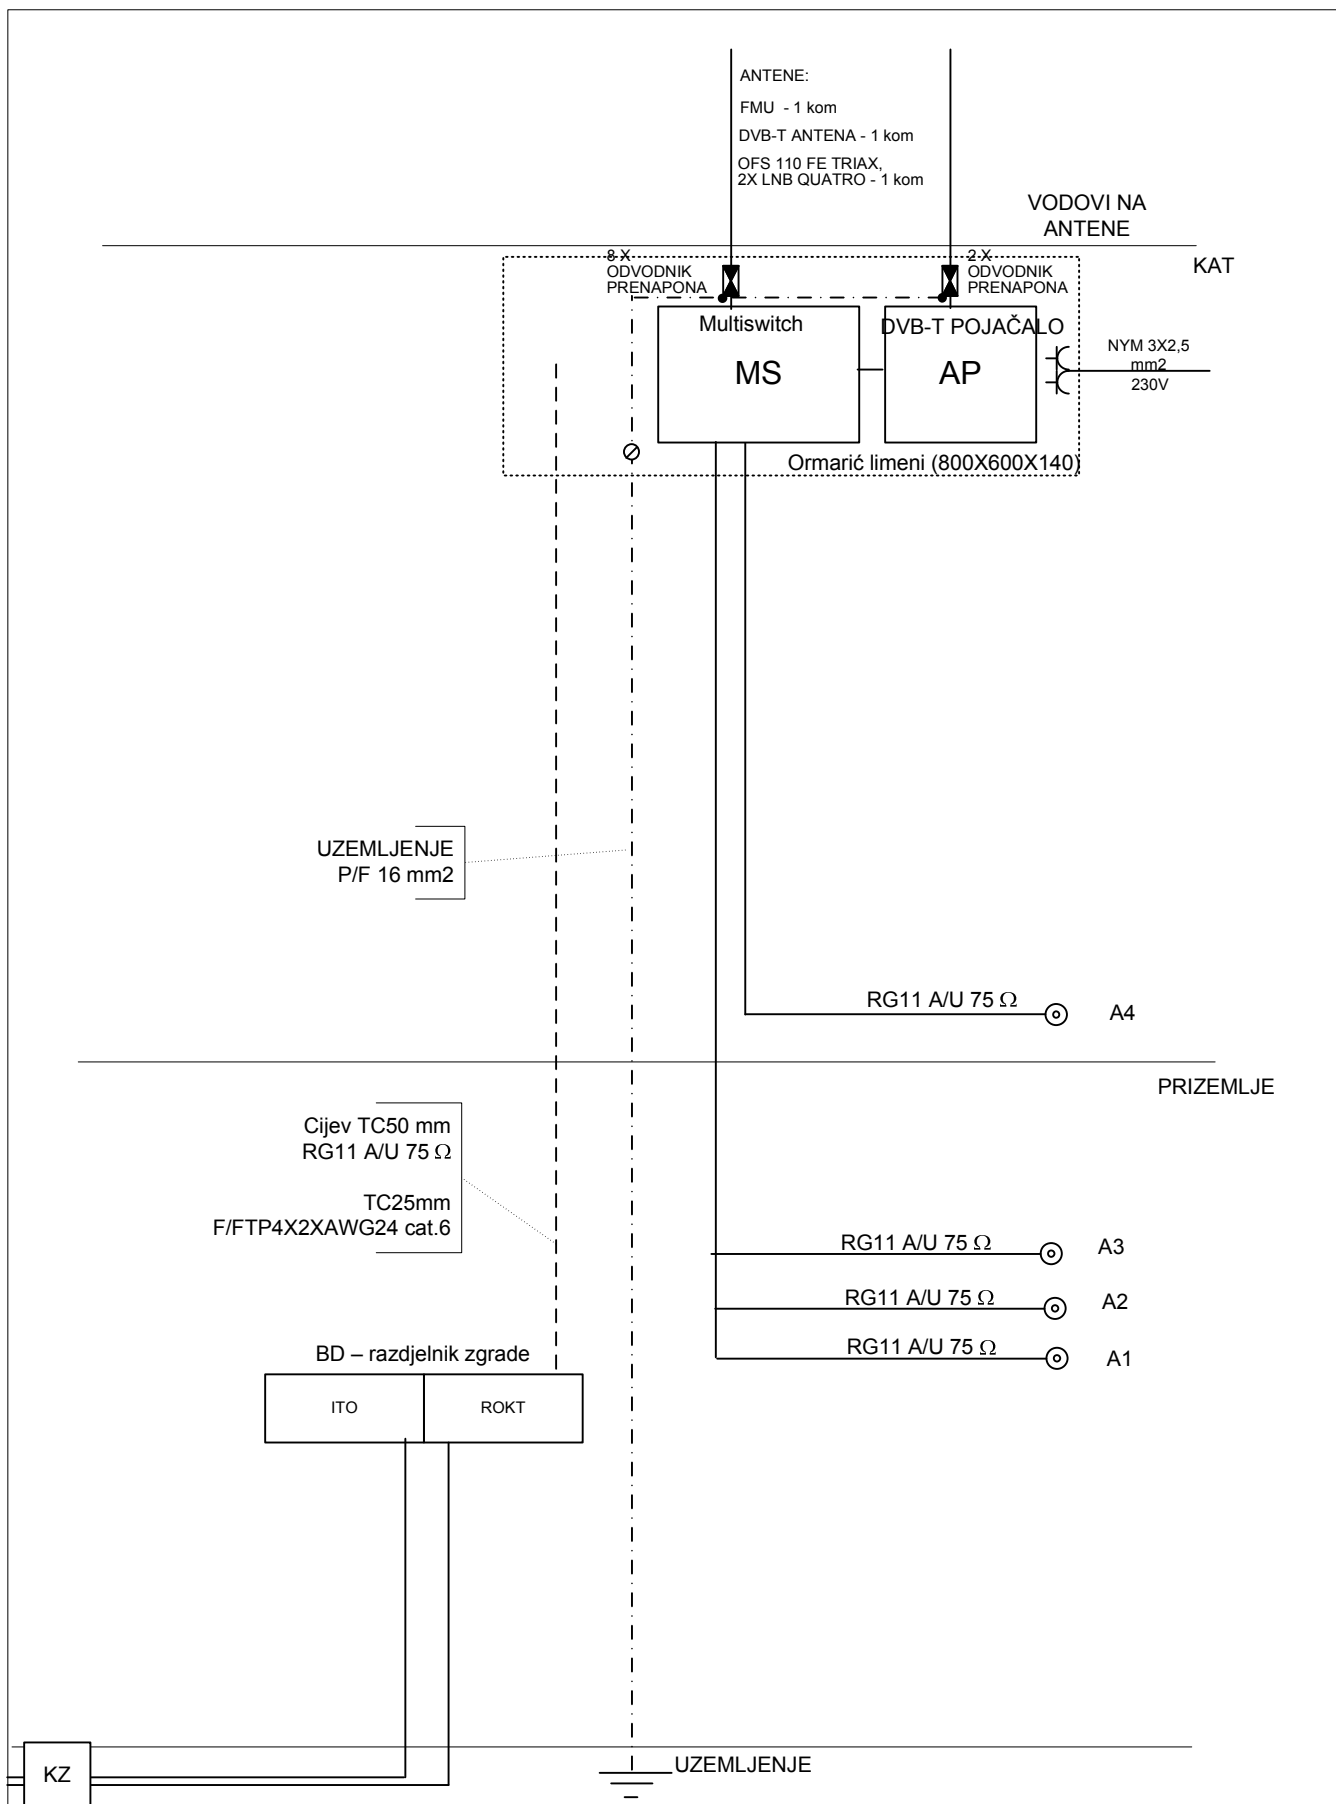 ANTENE:
FMU - 1 kom
DVB-T ANTENA - 1 kom
OFS 110 FE TRIAX,
2X LNB QUATRO - 1 kom
VODOVI NA
ANTENE
KAT
8 X
ODVODNIK
PRENAPONA
2 X
ODVODNIK
PRENAPONA
Multiswitch
MS
DVB-T POJAČALO
AP
NYM 3X2,5
mm2
230V
Ormarić limeni (800X600X140)
UZEMLJENJE
P/F 16 mm2
RG11 A/U 75 Ω
A4
PRIZEMLJE
Cijev TC50 mm
RG11 A/U 75 Ω
TC25mm
F/FTP4X2XAWG24 cat.6
RG11 A/U 75 Ω
A3
RG11 A/U 75 Ω
A2
RG11 A/U 75 Ω
A1
BD – razdjelnik zgrade
ITO
ROKT
KZ
UZEMLJENJE